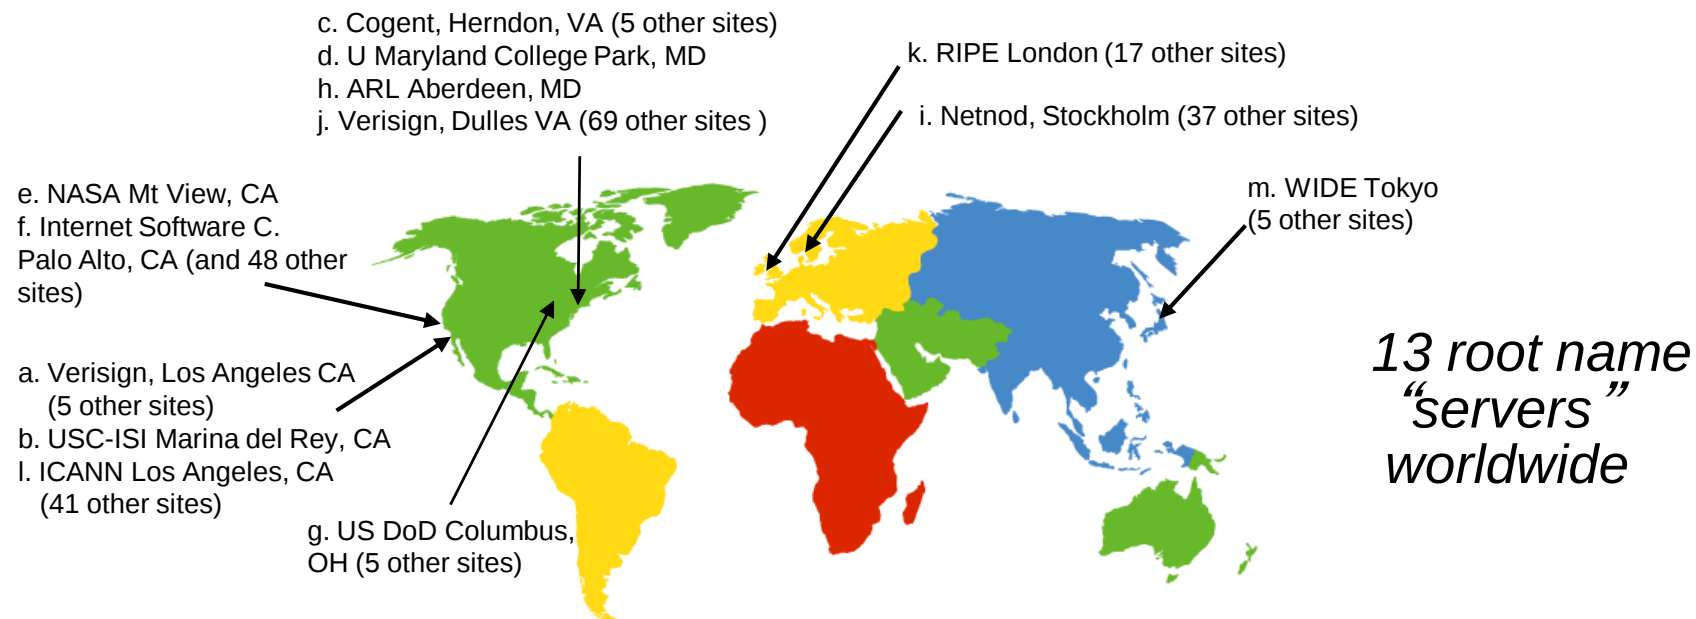 c. Cogent, Herndon, VA (5 other sites)
d. U Maryland College Park, MD
h. ARL Aberdeen, MD
j. Verisign, Dulles VA (69 other sites )
k. RIPE London (17 other sites)
i. Netnod, Stockholm (37 other sites)
m. WIDE Tokyo
(5 other sites)
e. NASA Mt View, CA
f. Internet Software C.
Palo Alto, CA (and 48 other
sites)
a. Verisign, Los Angeles CA
(5 other sites)
b. USC-ISI Marina del Rey, CA
l. ICANN Los Angeles, CA
(41 other sites)
g. US DoD Columbus,
OH (5 other sites)
13 root name
“servers”
worldwide